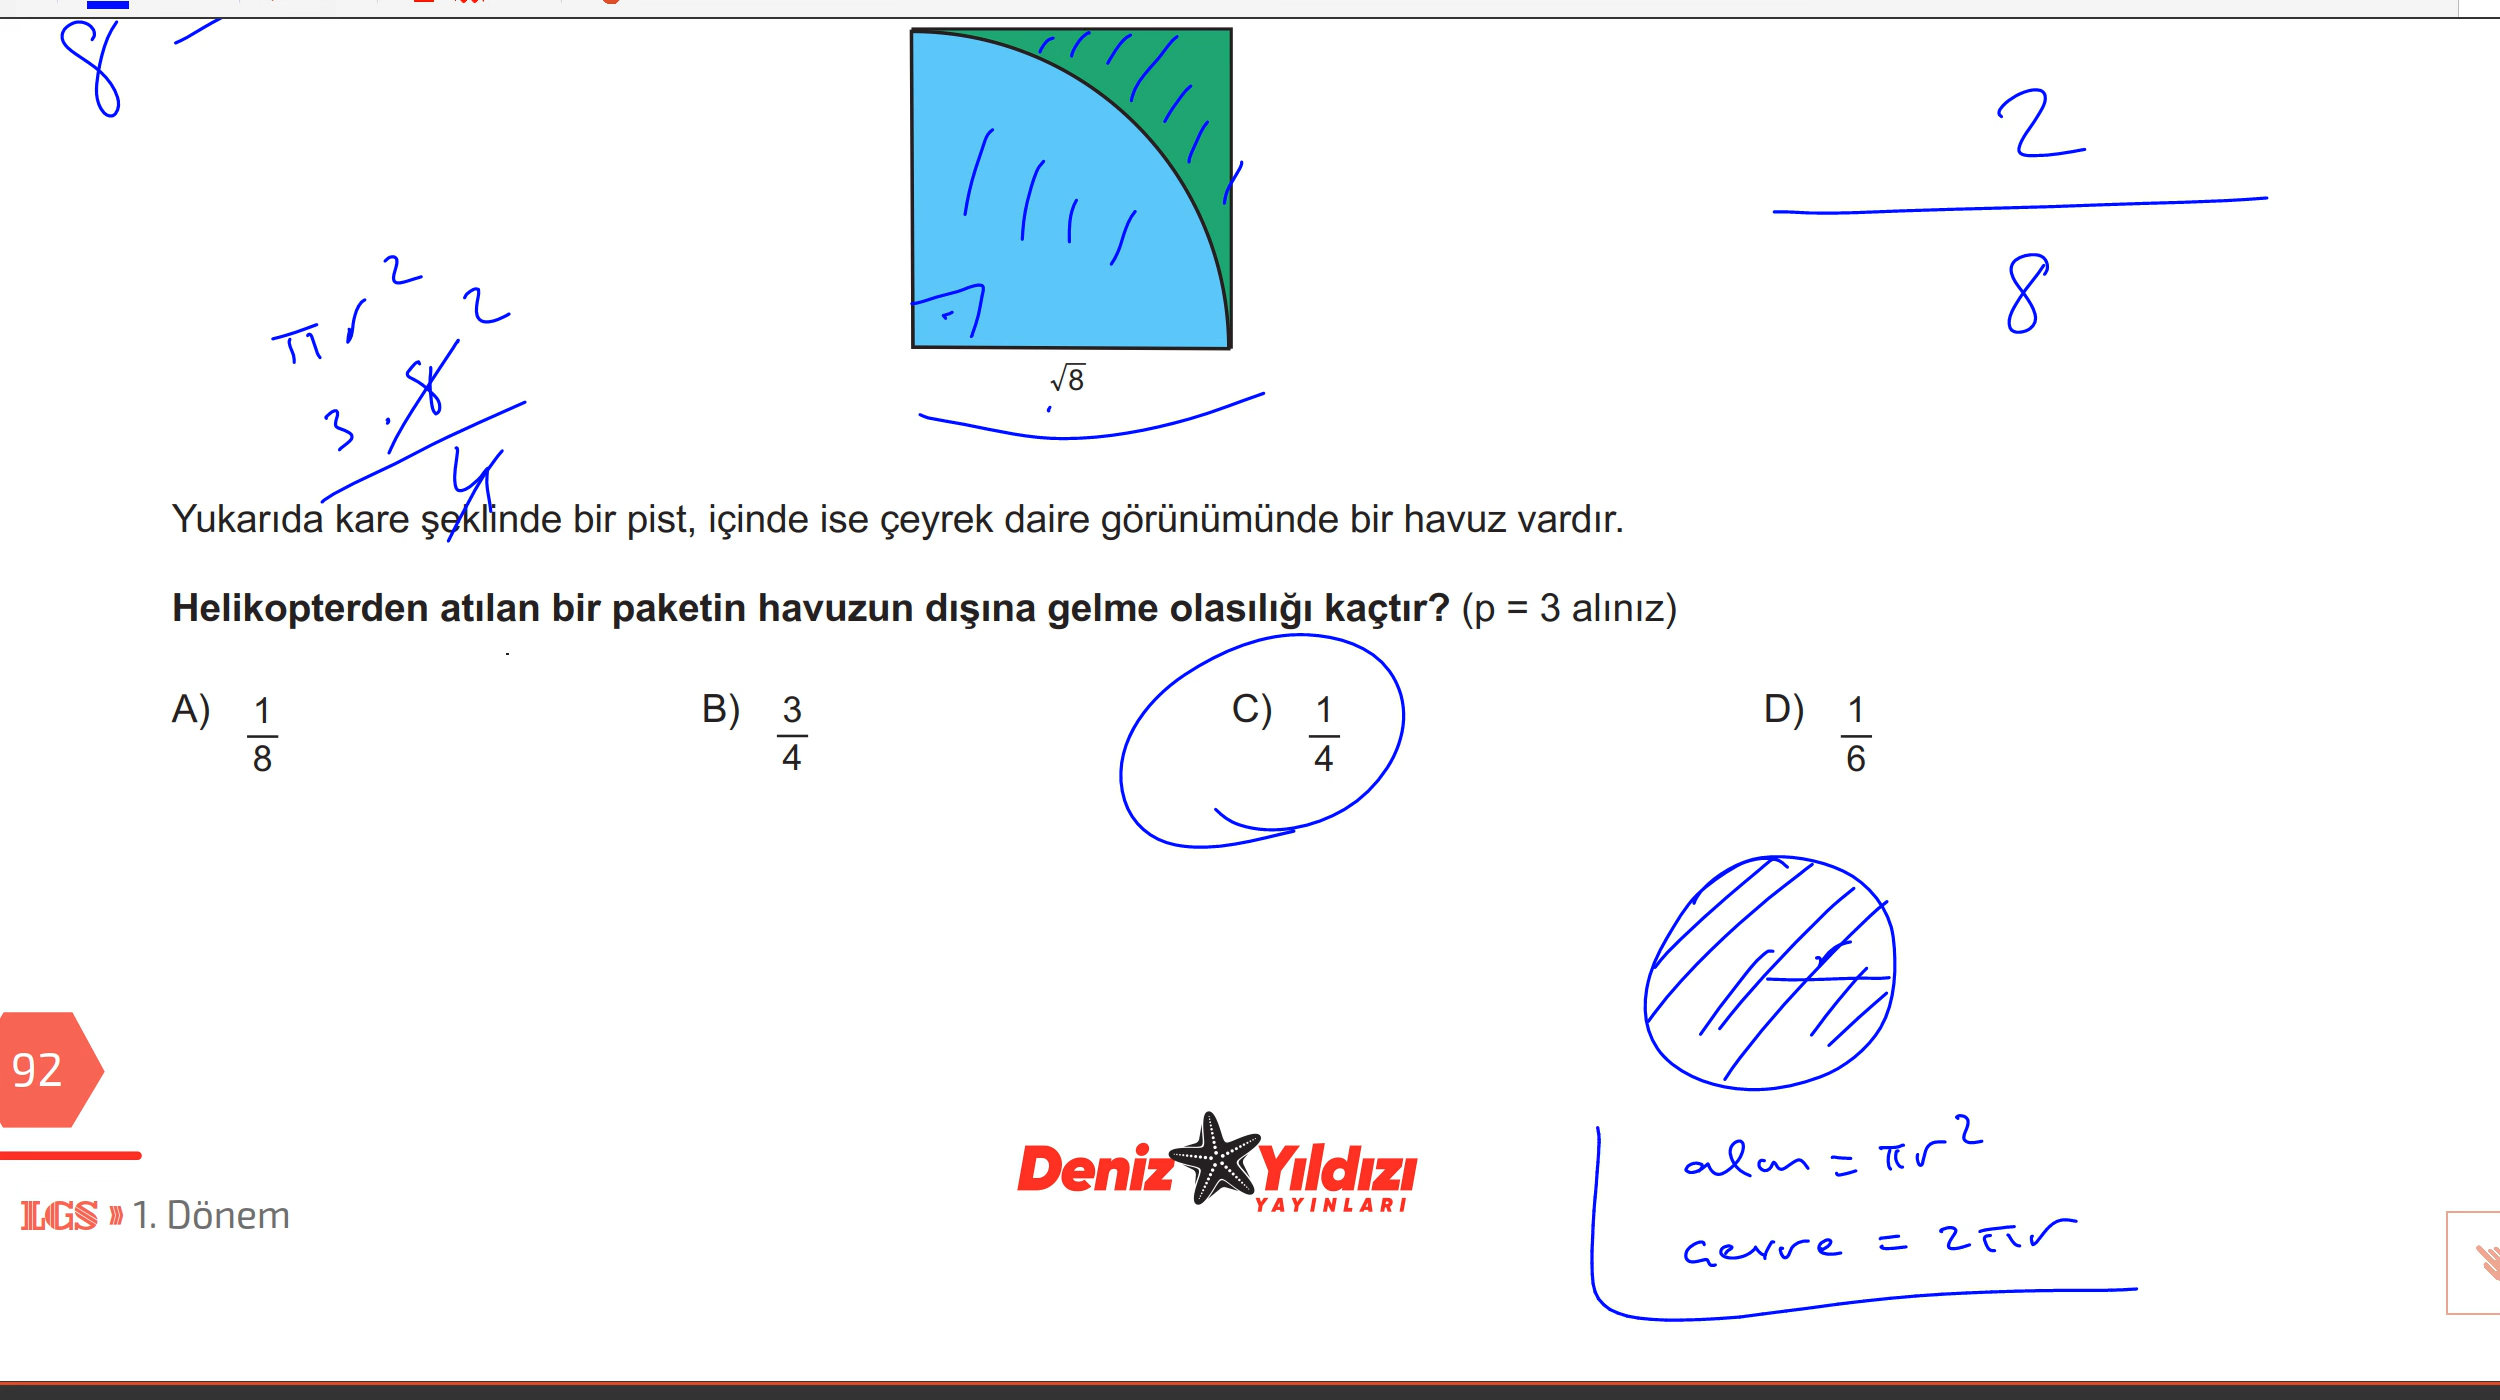 8
2
8
π r²
3 . 8 2
4
√8
Yukarıda kare şeklinde bir pist, içinde ise çeyrek daire görünümünde bir havuz vardır.
Helikopterden atılan bir paketin havuzun dışına gelme olasılığı kaçtır? (p = 3 alınız)
A) 1/8 B) 3/4 C) 1/4 D) 1/6
r
alan = πr²
çevre = 2πr
92
Deniz Yıldızı
YAYINLARI
LGS 1. Dönem